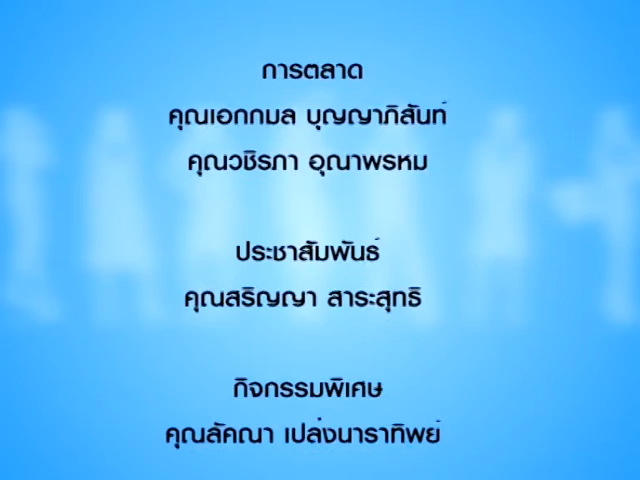 การตลาด
คุณเอกกมล บุญญาภิสันท์
คุณวชิรภา อุณาพรหม
ประชาสัมพันธ์
คุณสริญญา สาระสุทธิ
กิจกรรมพิเศษ
คุณลัคณา เปล่งนาราทิพย์